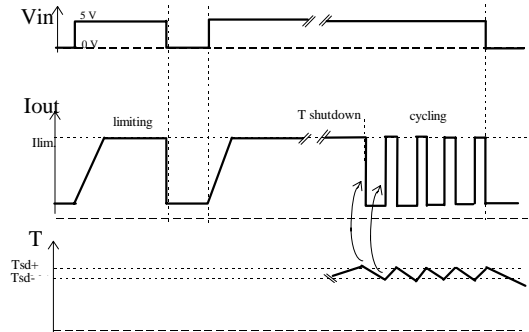 Vin
5 V
0 V
Iout
limiting
T shutdown
cycling
Ilim.
T
Tsd+
Tsd-